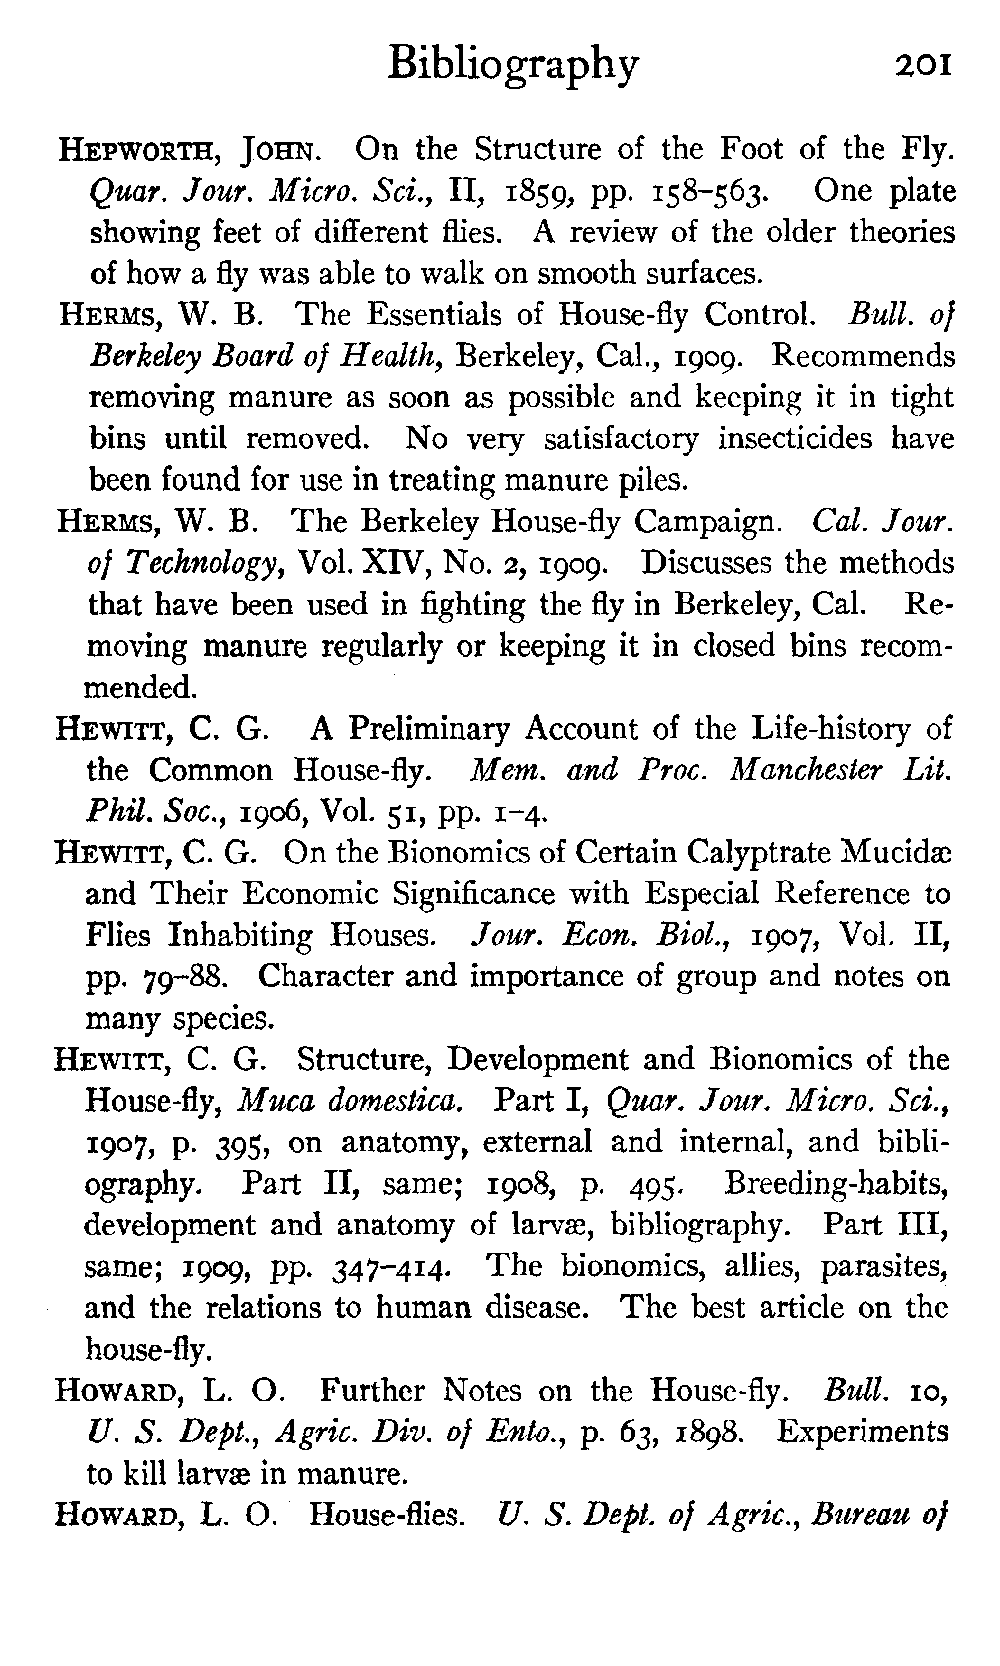 Bibliography 201
HEPWORTH, JOHN. On the Structure of the Foot of the Fly.
Quar. Jour. Micro. Sci., II, 1859, pp. 158-563. One plate
showing feet of different flies. A review of the older theories
of how a fly was able to walk on smooth surfaces.
HERMS, W. B. The Essentials of House-fly Control. Bull. of
Berkeley Board of Health, Berkeley, Cal., 1909. Recommends
removing manure as soon as possible and keeping it in tight
bins until removed. No very satisfactory insecticides have
been found for use in treating manure piles.
HERMS, W. B. The Berkeley House-fly Campaign. Cal. Jour.
of Technology, Vol. XIV, No. 2, 1909. Discusses the methods
that have been used in fighting the fly in Berkeley, Cal. Re-
moving manure regularly or keeping it in closed bins recom-
mended.
HEWITT, C. G. A Preliminary Account of the Life-history of
the Common House-fly. Mem. and Proc. Manchester Lit.
Phil. Soc., 1906, Vol. 51, pp. 1-4.
HEWITT, C. G. On the Bionomics of Certain Calyptrate Mucidæ
and Their Economic Significance with Especial Reference to
Flies Inhabiting Houses. Jour. Econ. Biol., 1907, Vol. II,
pp. 79-88. Character and importance of group and notes on
many species.
HEWITT, C. G. Structure, Development and Bionomics of the
House-fly, Muca domestica. Part I, Quar. Jour. Micro. Sci.,
1907, p. 395, on anatomy, external and internal, and bibli-
ography. Part II, same; 1908, p. 495. Breeding-habits,
development and anatomy of larvæ, bibliography. Part III,
same; 1909, pp. 347-414. The bionomics, allies, parasites,
and the relations to human disease. The best article on the
house-fly.
HOWARD, L. O. Further Notes on the House-fly. Bull. 10,
U. S. Dept., Agric. Div. of Ento., p. 63, 1898. Experiments
to kill larvæ in manure.
HOWARD, L. O. House-flies. U. S. Dept. of Agric., Bureau of